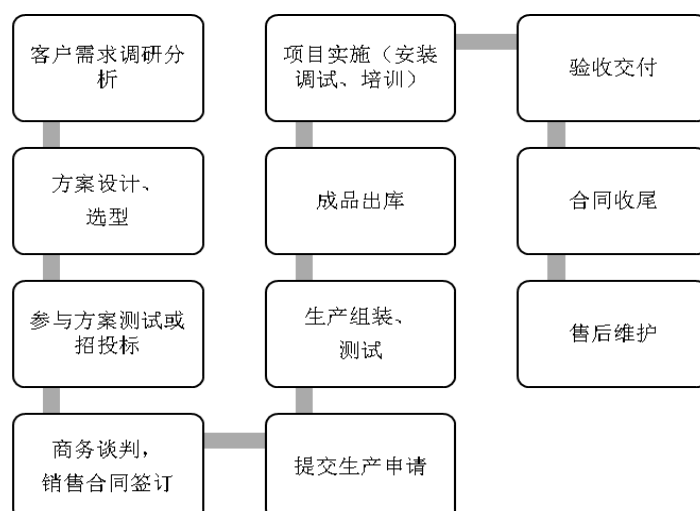 客户需求调研分
析
方案设计、
选型
参与方案测试或
招投标
商务谈判，
销售合同签订
提交生产申请
生产组装、
测试
成品出库
项目实施（安装
调试、培训）
验收交付
合同收尾
售后维护